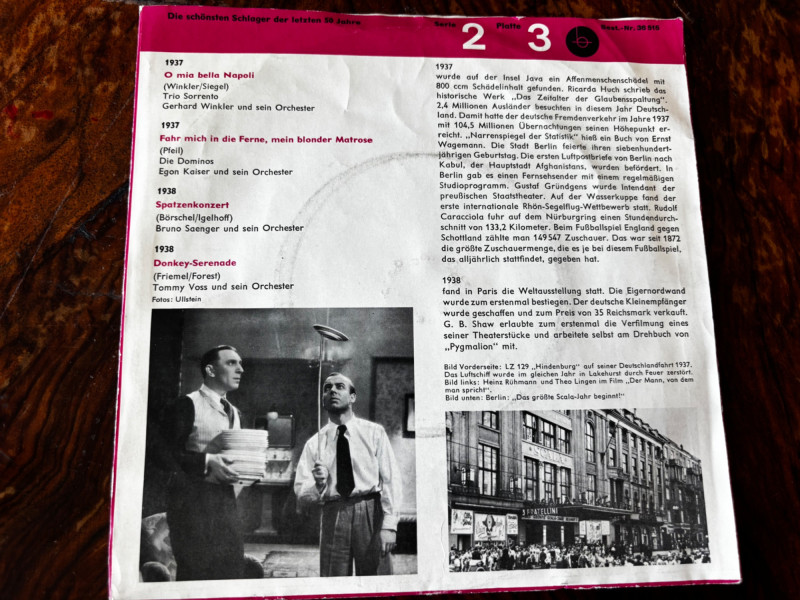 Die schönsten Schlager der letzten 50 Jahre
Serie 2 Platte 3 Best.-Nr. 36 815
1937
O mia bella Napoli
(Winkler/Siegel)
Trio Sorrento
Gerhard Winkler und sein Orchester
1937
Fahr mich in die Ferne, mein blonder Matrose
(Pfeil)
Die Dominos
Egon Kaiser und sein Orchester
1938
Spatzenkonzert
(Börschel/Igelhoff)
Bruno Saenger und sein Orchester
1938
Donkey-Serenade
(Friemel/Forest)
Tommy Voss und sein Orchester
Fotos: Ullstein
1937
wurde auf der Insel Java ein Affenmenschenschädel mit
800 ccm Schädelinhalt gefunden. Ricarda Huch schrieb das
historische Werk „Das Zeitalter der Glaubensspaltung".
2,4 Millionen Ausländer besuchten in diesem Jahr Deutsch-
land. Damit hatte der deutsche Fremdenverkehr im Jahre 1937
mit 104,5 Millionen Übernachtungen seinen Höhepunkt er-
reicht. „Narrenspiegel der Statistik" hieß ein Buch von Ernst
Wagemann. Die Stadt Berlin feierte ihren siebenhundert-
jährigen Geburtstag. Die ersten Luftpostbriefe von Berlin nach
Kabul, der Hauptstadt Afghanistans, wurden befördert. In
Berlin gab es einen Fernsehsender mit einem regelmäßigen
Studioprogramm. Gustaf Gründgens wurde Intendant der
preußischen Staatstheater. Auf der Wasserkuppe fand der
erste internationale Rhön-Segelflug-Wettbewerb statt. Rudolf
Caracciola fuhr auf dem Nürburgring einen Stundendurch-
schnitt von 133,2 Kilometer. Beim Fußballspiel England gegen
Schottland zählte man 149 547 Zuschauer. Das war seit 1872
die größte Zuschauermenge, die es je bei diesem Fußballspiel,
das alljährlich stattfindet, gegeben hat.
1938
fand in Paris die Weltausstellung statt. Die Eigernordwand
wurde zum erstenmal bestiegen. Der deutsche Kleinempfänger
wurde geschaffen und zum Preis von 35 Reichsmark verkauft.
G. B. Shaw erlaubte zum erstenmal die Verfilmung eines
seiner Theaterstücke und arbeitete selbst am Drehbuch von
„Pygmalion" mit.
Bild Vorderseite: LZ 129 „Hindenburg" auf seiner Deutschlandfahrt 1937.
Das Luftschiff wurde im gleichen Jahr in Lakehurst durch Feuer zerstört.
Bild links: Heinz Rühmann und Theo Lingen im Film „Der Mann, von dem
man spricht".
Bild unten: Berlin: „Das größte Scala-Jahr beginnt!"
SCALA
3 FRATELLINI